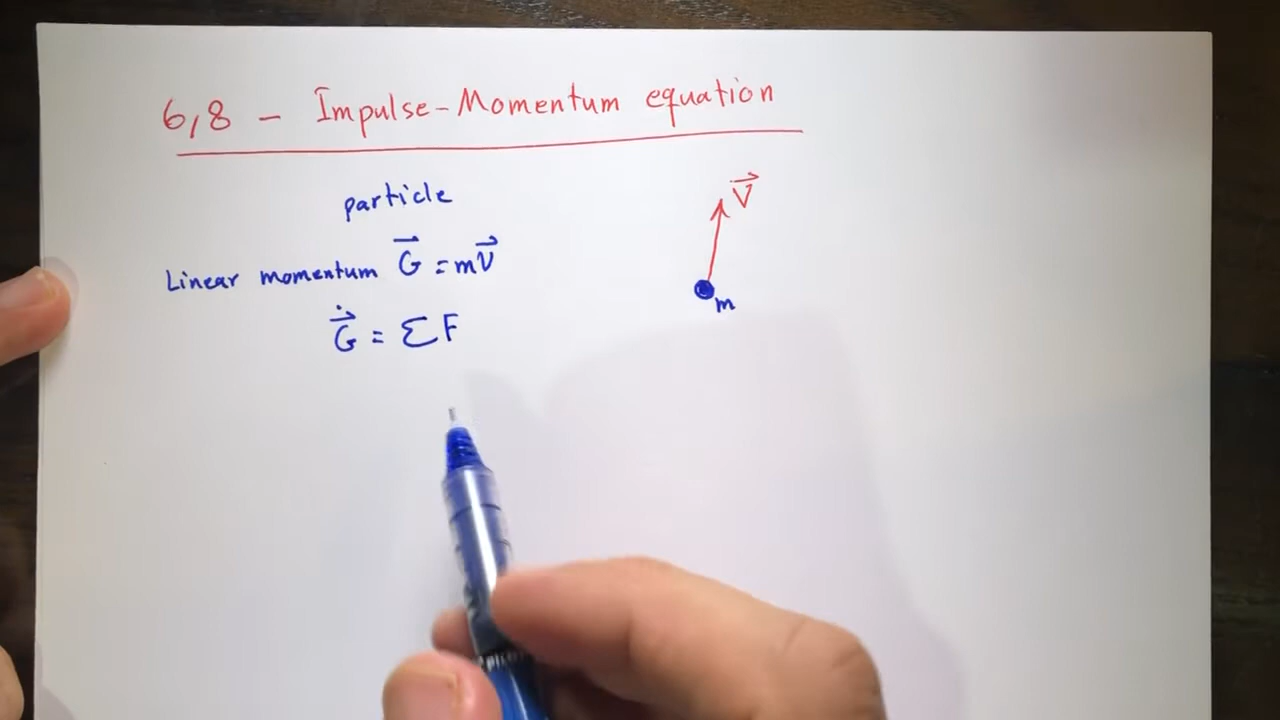 6,8 - Impulse-Momentum equation
particle
V⃗
Linear momentum G⃗ = mV⃗
m
G⃗̇ = ΣF